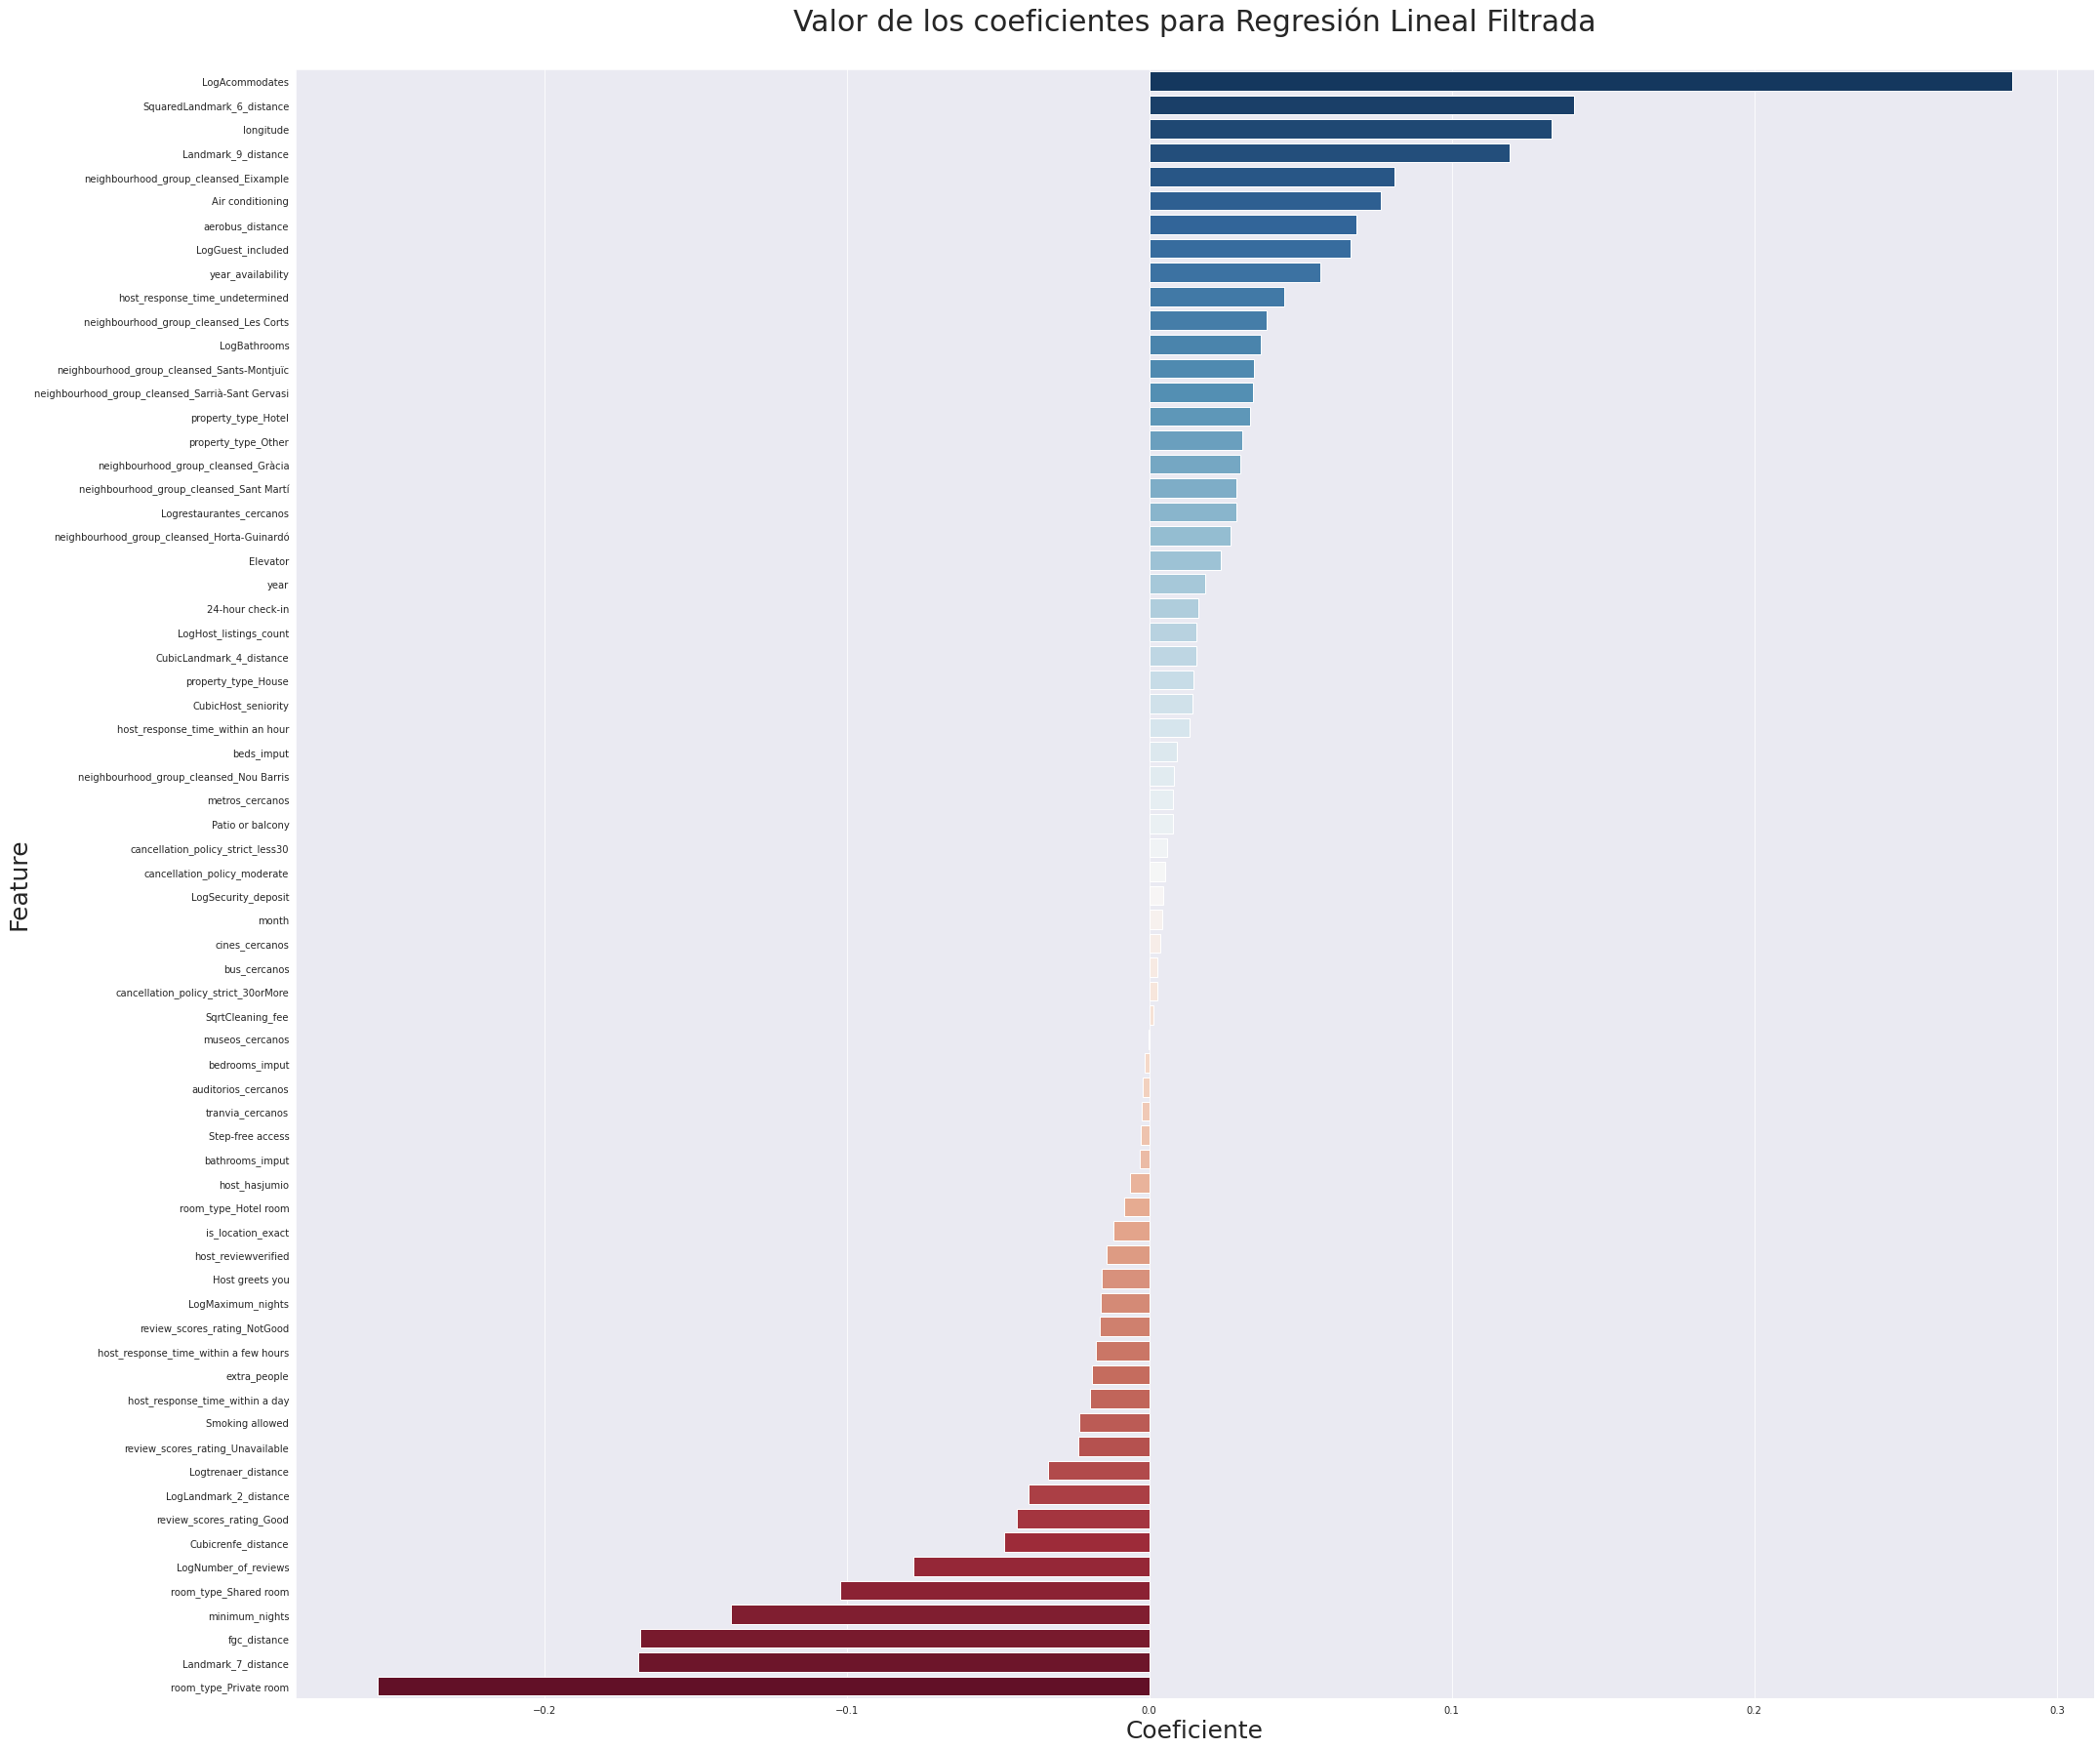 Valor de los coeficientes para Regresión Lineal Filtrada
LogAcommodates
SquaredLandmark_6_distance
longitude
Landmark_9_distance
neighbourhood_group_cleansed_Eixample
Air conditioning
aerobus_distance
LogGuest_included
year_availability
host_response_time_undetermined
neighbourhood_group_cleansed_Les Corts
LogBathrooms
neighbourhood_group_cleansed_Sants-Montjuïc
neighbourhood_group_cleansed_Sarrià-Sant Gervasi
property_type_Hotel
property_type_Other
neighbourhood_group_cleansed_Gràcia
neighbourhood_group_cleansed_Sant Martí
Logrestaurantes_cercanos
neighbourhood_group_cleansed_Horta-Guinardó
Elevator
year
24-hour check-in
LogHost_listings_count
CubicLandmark_4_distance
property_type_House
CubicHost_seniority
host_response_time_within an hour
beds_imput
neighbourhood_group_cleansed_Nou Barris
metros_cercanos
Patio or balcony
cancellation_policy_strict_less30
cancellation_policy_moderate
LogSecurity_deposit
month
cines_cercanos
bus_cercanos
cancellation_policy_strict_30orMore
SqrtCleaning_fee
museos_cercanos
bedrooms_imput
auditorios_cercanos
tranvia_cercanos
Step-free access
bathrooms_imput
host_hasjumio
room_type_Hotel room
is_location_exact
host_reviewverified
Host greets you
LogMaximum_nights
review_scores_rating_NotGood
host_response_time_within a few hours
extra_people
host_response_time_within a day
Smoking allowed
review_scores_rating_Unavailable
Logtrenaer_distance
LogLandmark_2_distance
review_scores_rating_Good
Cubicrenfe_distance
LogNumber_of_reviews
room_type_Shared room
minimum_nights
fgc_distance
Landmark_7_distance
room_type_Private room
Feature
−0.2 −0.1 0.0 0.1 0.2 0.3
Coeficiente